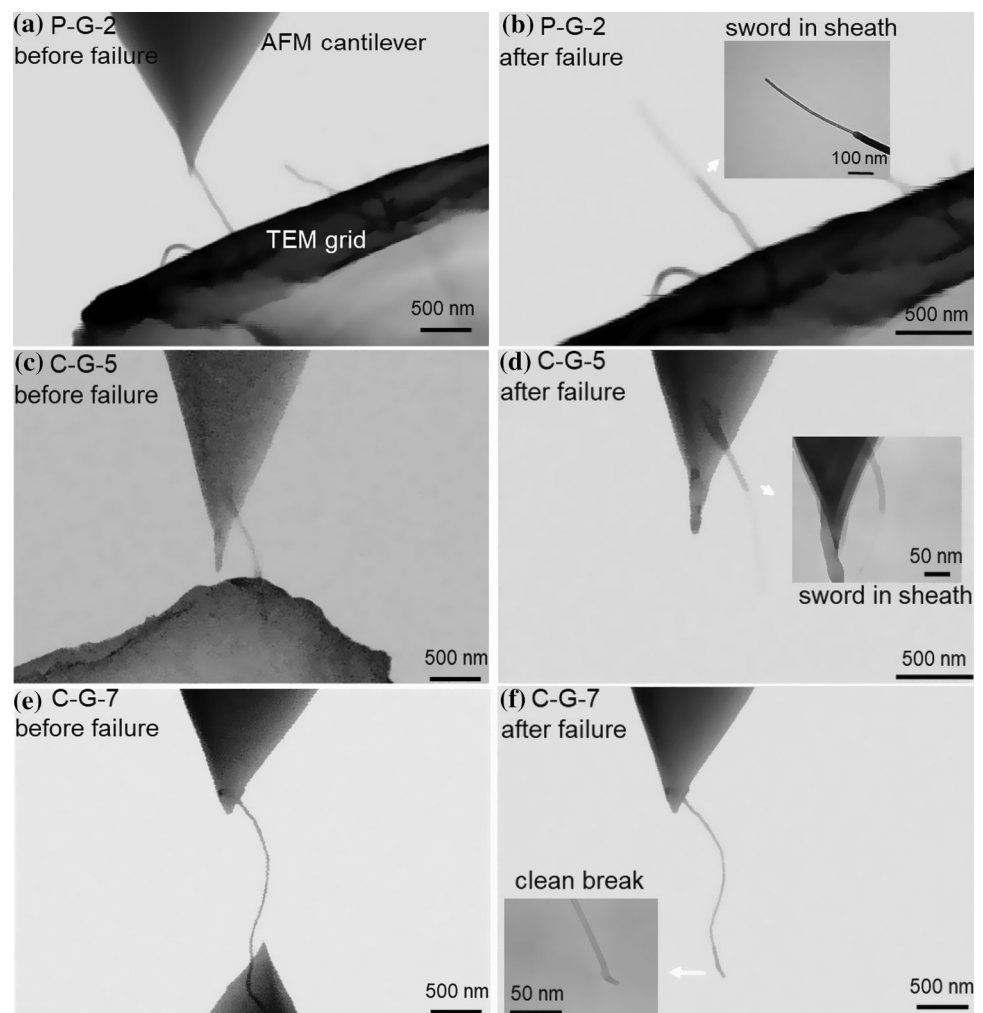 (a) P-G-2
before failure
AFM cantilever
TEM grid
500 nm
(b) P-G-2
after failure
sword in sheath
100 nm
500 nm
(c) C-G-5
before failure
500 nm
(d) C-G-5
after failure
50 nm
sword in sheath
500 nm
(e) C-G-7
before failure
500 nm
(f) C-G-7
after failure
clean break
50 nm
500 nm